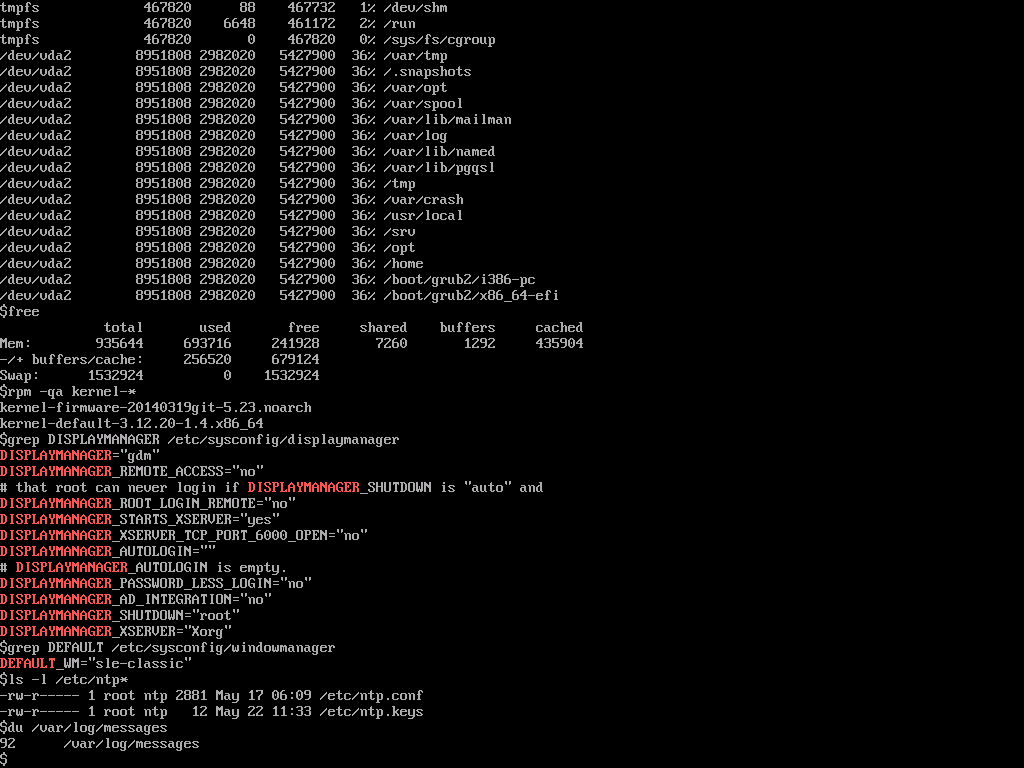 tmpfs              467820      88    467732   1% /dev/shm
tmpfs              467820    6648    461172   2% /run
tmpfs              467820       0    467820   0% /sys/fs/cgroup
/dev/vda2         8951808 2982020   5427900  36% /var/tmp
/dev/vda2         8951808 2982020   5427900  36% /.snapshots
/dev/vda2         8951808 2982020   5427900  36% /var/opt
/dev/vda2         8951808 2982020   5427900  36% /var/spool
/dev/vda2         8951808 2982020   5427900  36% /var/lib/mailman
/dev/vda2         8951808 2982020   5427900  36% /var/log
/dev/vda2         8951808 2982020   5427900  36% /var/lib/named
/dev/vda2         8951808 2982020   5427900  36% /var/lib/pgqsl
/dev/vda2         8951808 2982020   5427900  36% /tmp
/dev/vda2         8951808 2982020   5427900  36% /var/crash
/dev/vda2         8951808 2982020   5427900  36% /usr/local
/dev/vda2         8951808 2982020   5427900  36% /srv
/dev/vda2         8951808 2982020   5427900  36% /opt
/dev/vda2         8951808 2982020   5427900  36% /home
/dev/vda2         8951808 2982020   5427900  36% /boot/grub2/i386-pc
/dev/vda2         8951808 2982020   5427900  36% /boot/grub2/x86_64-efi
$free
             total       used       free     shared    buffers     cached
Mem:        935644     693716     241928       7260       1292     435904
-/+ buffers/cache:     256520     679124
Swap:      1532924          0    1532924
$rpm -qa kernel-*
kernel-firmware-20140319git-5.23.noarch
kernel-default-3.12.20-1.4.x86_64
$grep DISPLAYMANAGER /etc/sysconfig/displaymanager
DISPLAYMANAGER="gdm"
DISPLAYMANAGER_REMOTE_ACCESS="no"
# that root can never login if DISPLAYMANAGER_SHUTDOWN is "auto" and
DISPLAYMANAGER_ROOT_LOGIN_REMOTE="no"
DISPLAYMANAGER_STARTS_XSERVER="yes"
DISPLAYMANAGER_XSERVER_TCP_PORT_6000_OPEN="no"
DISPLAYMANAGER_AUTOLOGIN=""
# DISPLAYMANAGER_AUTOLOGIN is empty.
DISPLAYMANAGER_PASSWORD_LESS_LOGIN="no"
DISPLAYMANAGER_AD_INTEGRATION="no"
DISPLAYMANAGER_SHUTDOWN="root"
DISPLAYMANAGER_XSERVER="Xorg"
$grep DEFAULT /etc/sysconfig/windowmanager
DEFAULT_WM="sle-classic"
$ls -l /etc/ntp*
-rw-r----- 1 root ntp 2881 May 17 06:09 /etc/ntp.conf
-rw-r----- 1 root ntp   12 May 22 11:33 /etc/ntp.keys
$du /var/log/messages
92      /var/log/messages
$